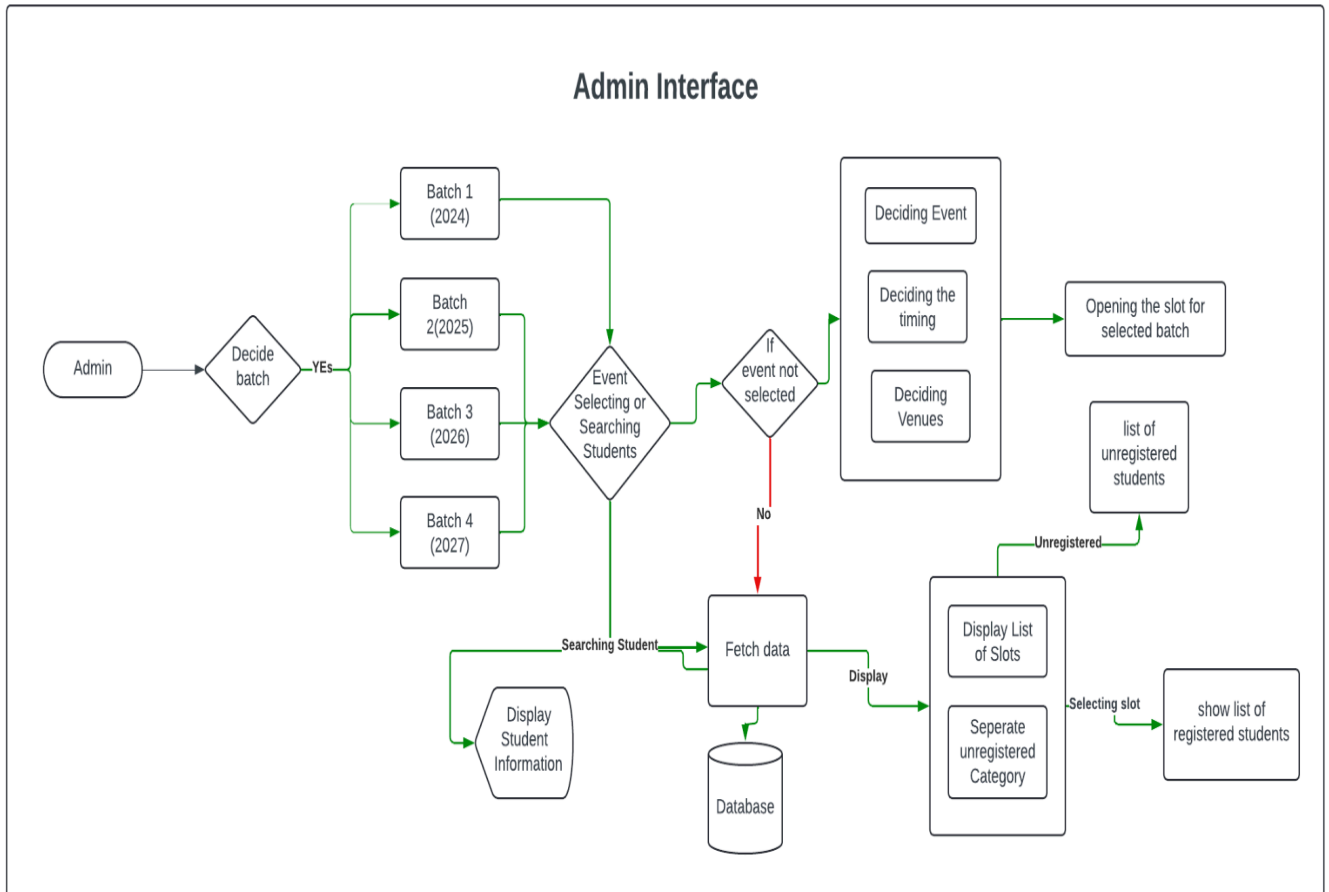 Admin Interface
Admin
Decide
batch
YEs
Batch 1
(2024)
Batch
2(2025)
Batch 3
(2026)
Batch 4
(2027)
Event
Selecting or
Searching
Students
If
event not
selected
No
Deciding Event
Deciding the
timing
Deciding
Venues
Opening the slot for
selected batch
Searching Student
Display
Student
Information
Fetch data
Database
Display
Display List
of Slots
Seperate
unregistered
Category
Unregistered
list of
unregistered
students
Selecting slot
show list of
registered students